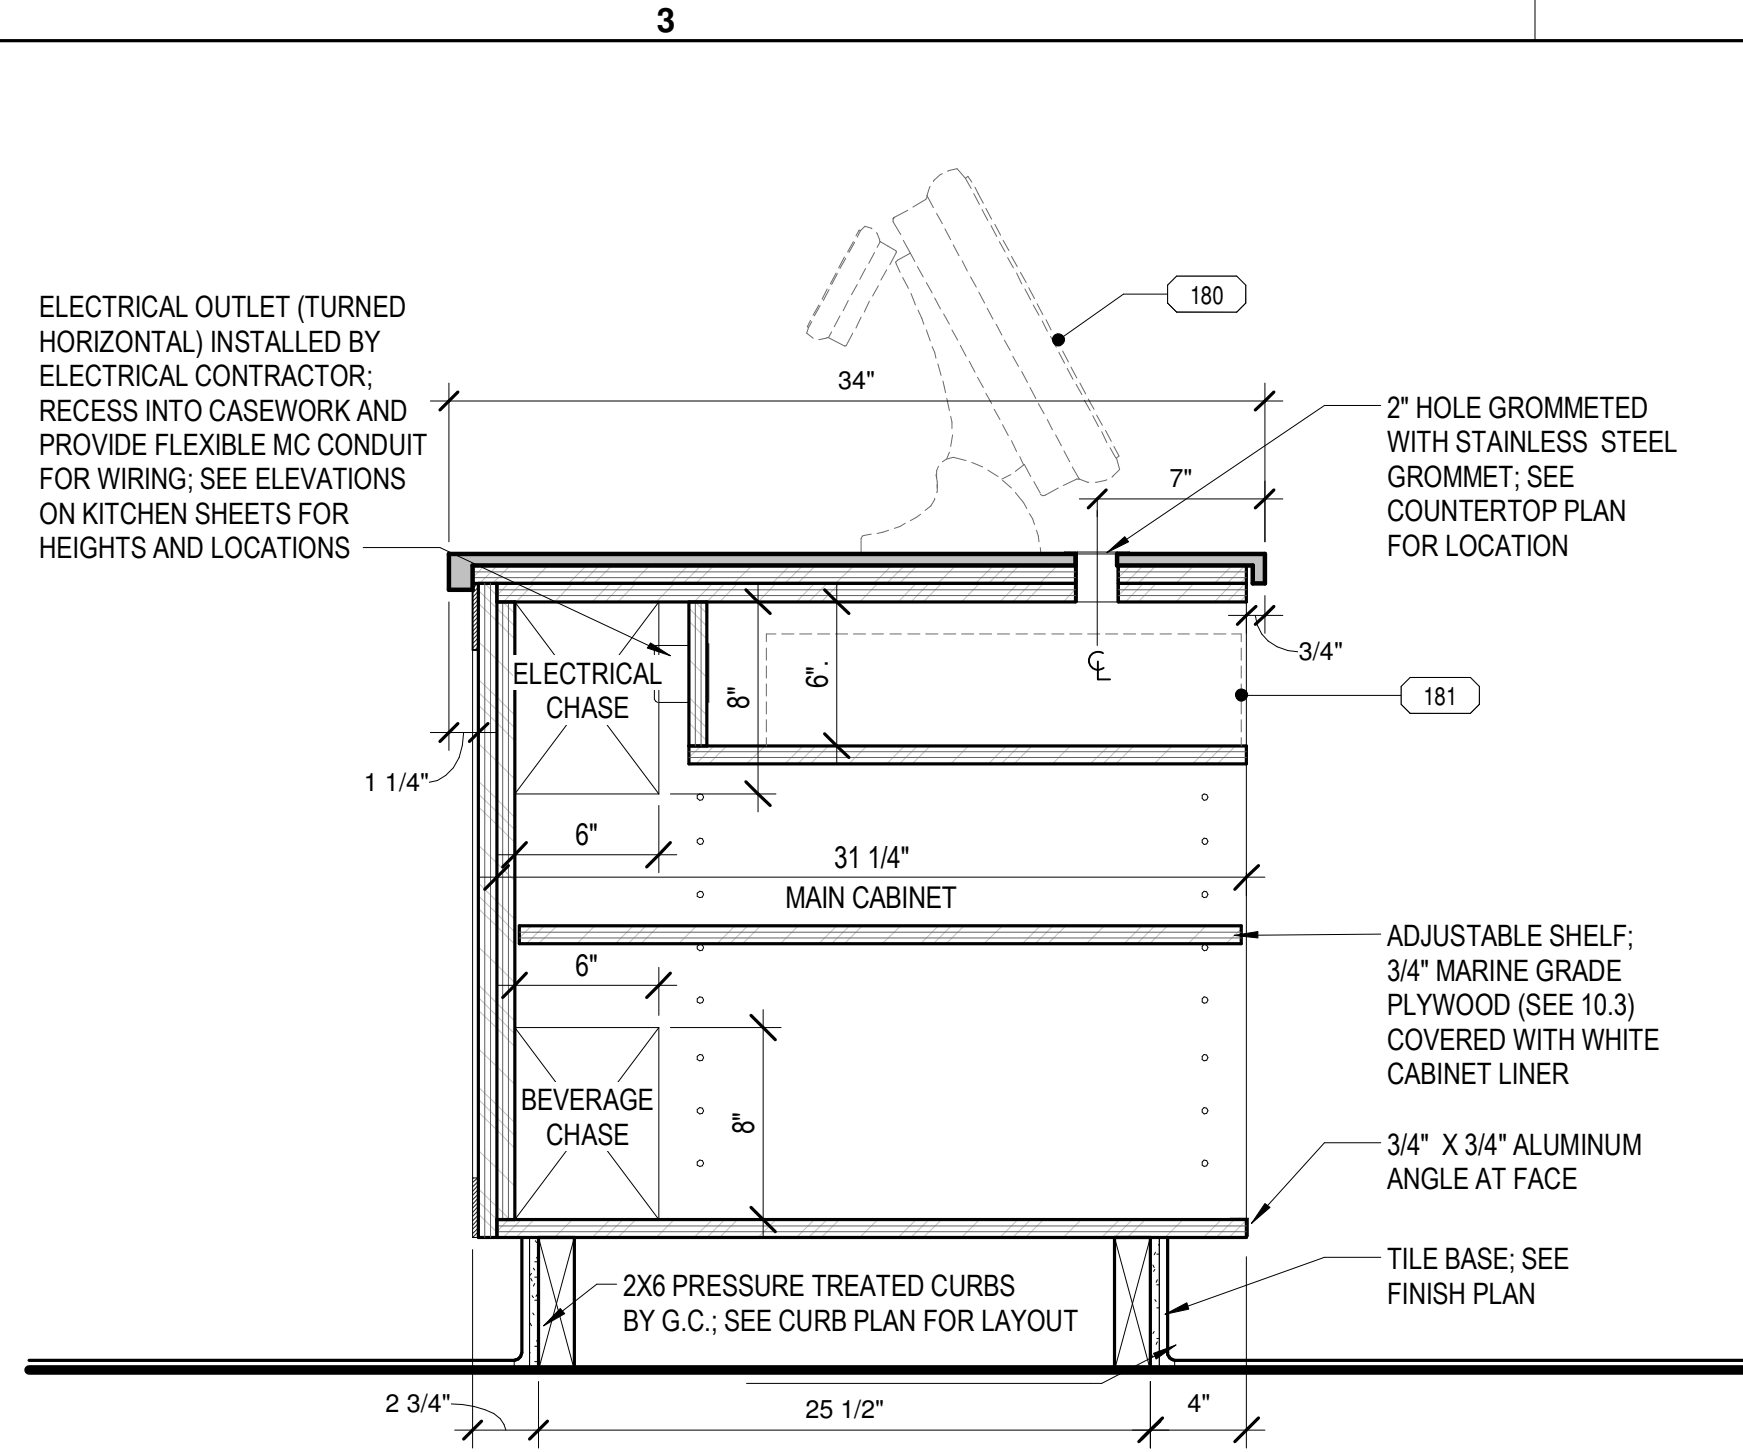 3
180
ELECTRICAL OUTLET (TURNED
HORIZONTAL) INSTALLED BY
ELECTRICAL CONTRACTOR;
RECESS INTO CASEWORK AND
PROVIDE FLEXIBLE MC CONDUIT
FOR WIRING; SEE ELEVATIONS
ON KITCHEN SHEETS FOR
HEIGHTS AND LOCATIONS
34"
2" HOLE GROMMETED
WITH STAINLESS STEEL
GROMMET; SEE
COUNTERTOP PLAN
FOR LOCATION
7"
3/4"
ELECTRICAL
CHASE
8"
6".
CL
181
1 1/4"
6"
31 1/4"
MAIN CABINET
ADJUSTABLE SHELF;
3/4" MARINE GRADE
PLYWOOD (SEE 10.3)
COVERED WITH WHITE
CABINET LINER
6"
BEVERAGE
CHASE
8"
3/4" X 3/4" ALUMINUM
ANGLE AT FACE
TILE BASE; SEE
FINISH PLAN
2X6 PRESSURE TREATED CURBS
BY G.C.; SEE CURB PLAN FOR LAYOUT
2 3/4"
25 1/2"
4"